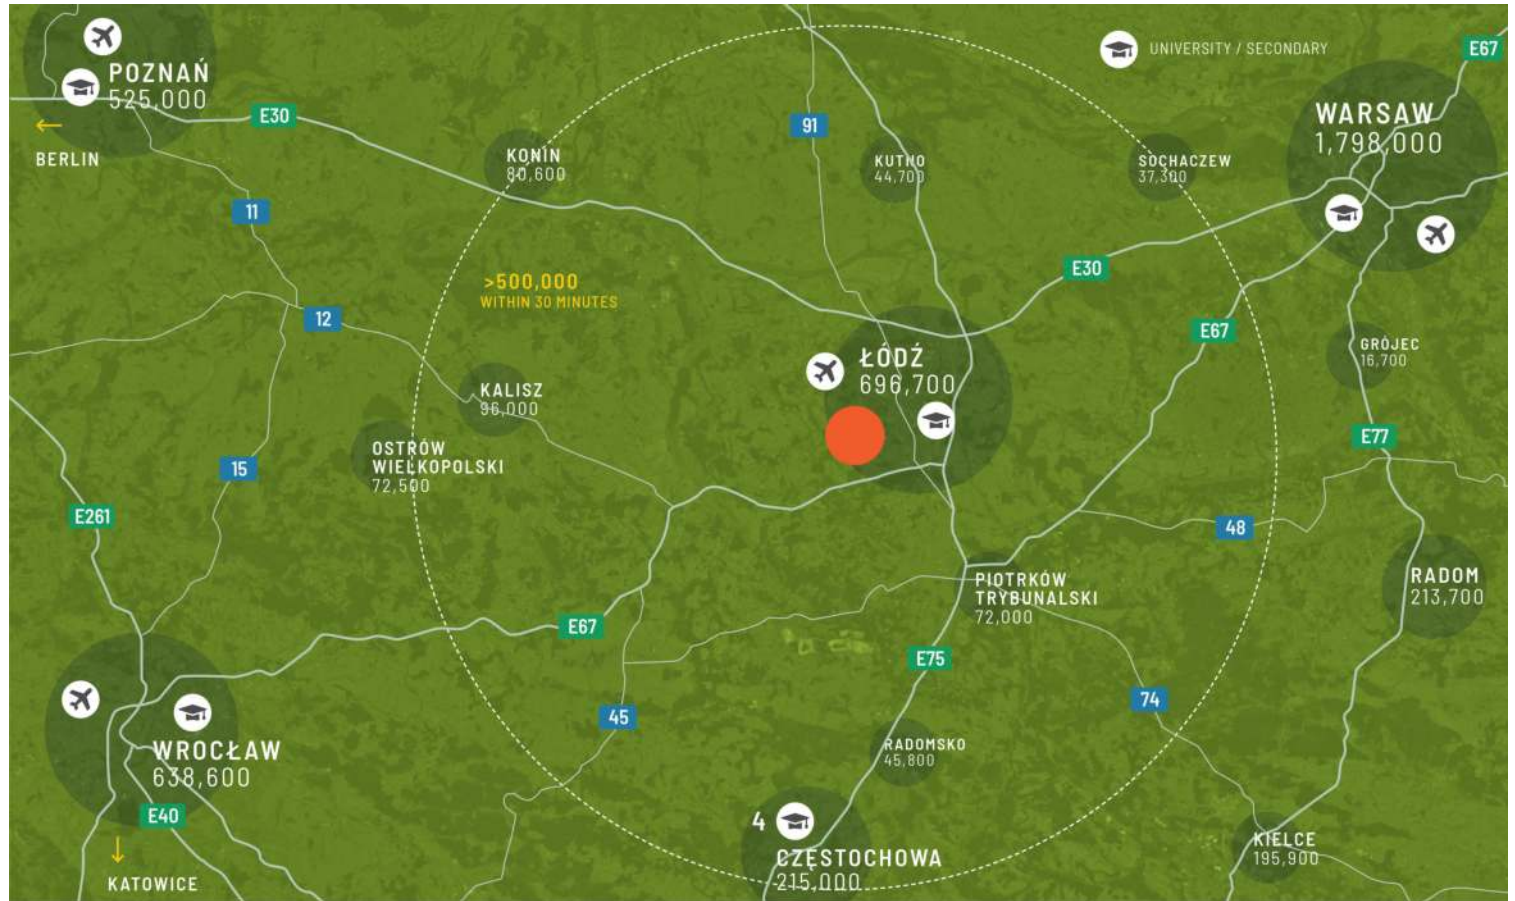 POZNAŃ
525,000
E30
BERLIN
11
91
UNIVERSITY / SECONDARY
E67
WARSAW
1,798,000
KONIN
80,600
KUTNO
44,700
SOCHACZEW
37,300
>500,000
WITHIN 30 MINUTES
E30
12
E67
GRÓJEC
16,700
ŁÓDŹ
696,700
KALISZ
96,000
OSTRÓW
WIELKOPOLSKI
72,500
15
E77
E261
48
PIOTRKÓW
TRYBUNALSKI
72,000
RADOM
213,700
E67
E75
45
74
WROCŁAW
638,600
RADOMSKO
45,800
E40
4
CZĘSTOCHOWA
215,000
KIELCE
195,900
KATOWICE